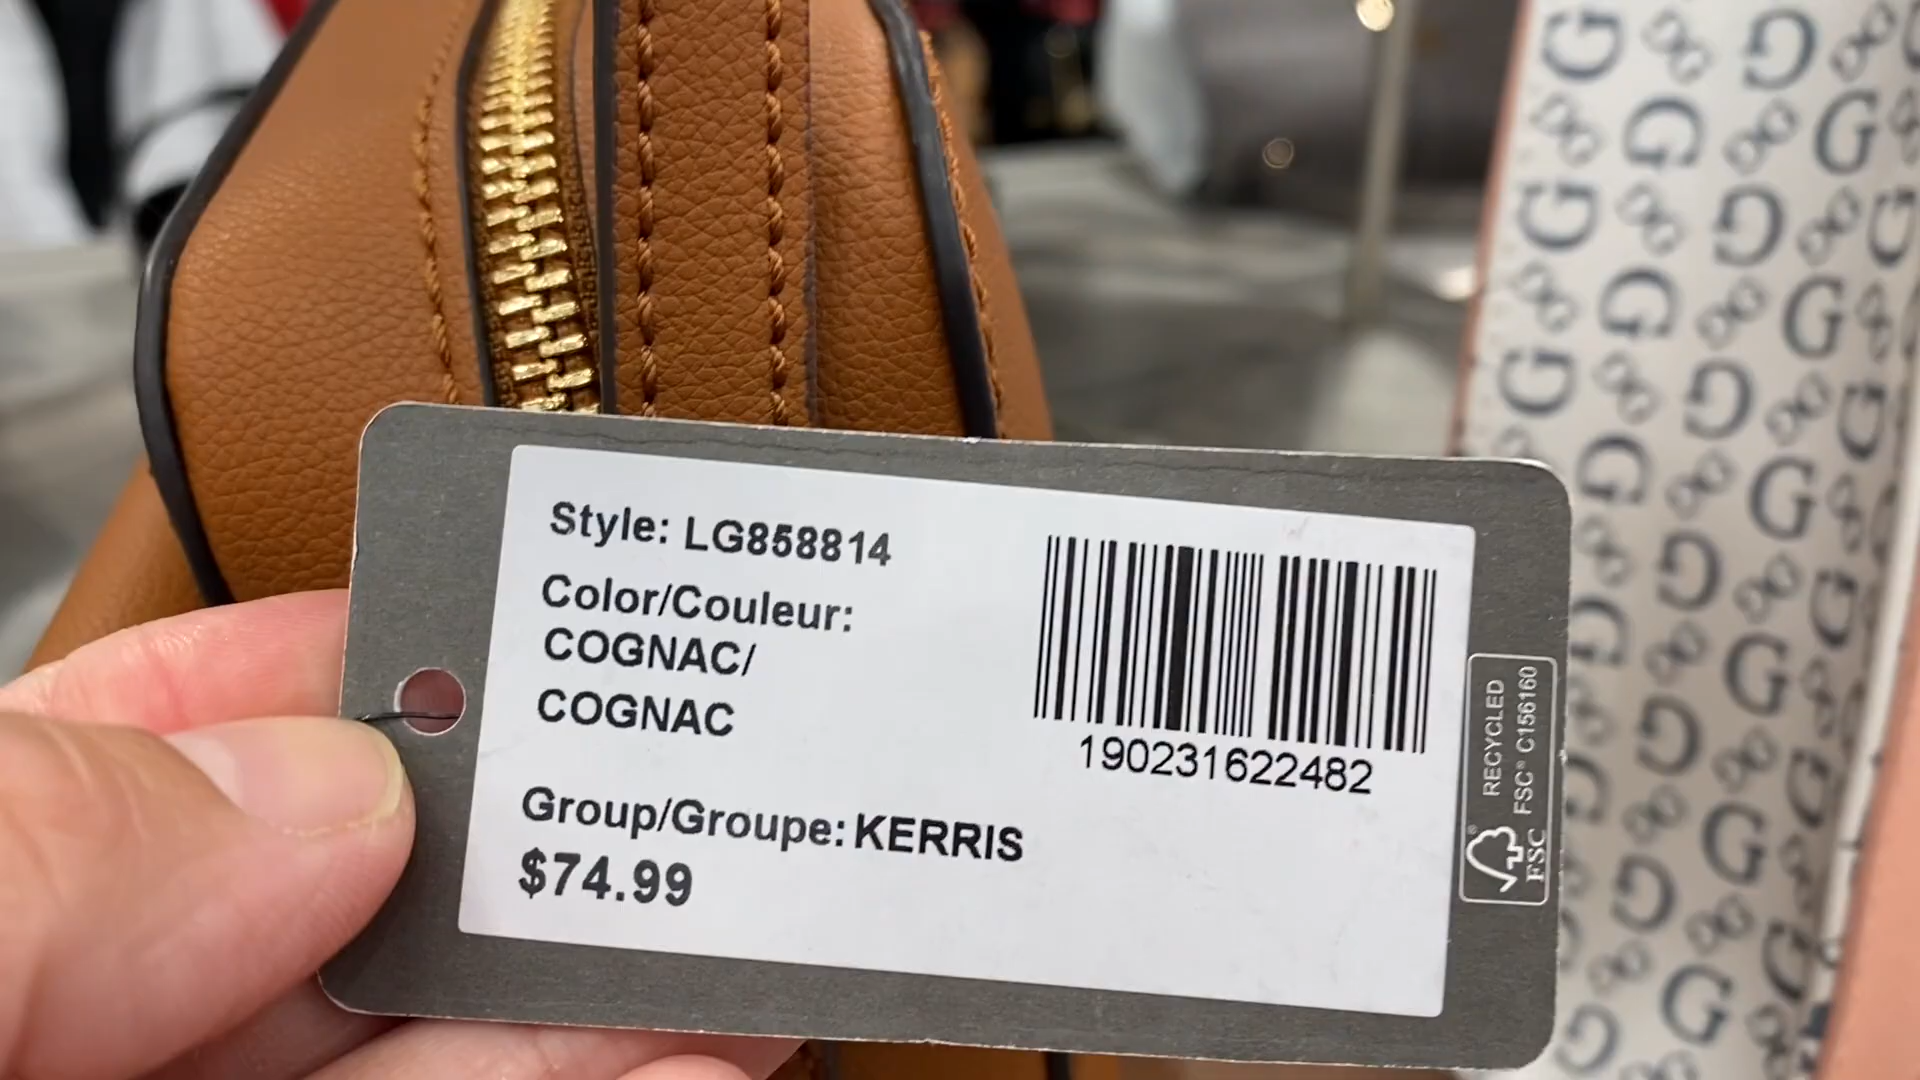 Style: LG858814
Color/Couleur:
COGNAC/
COGNAC
190231622482
Group/Groupe: KERRIS
$74.99
RECYCLED
FSC® C156160
FSC